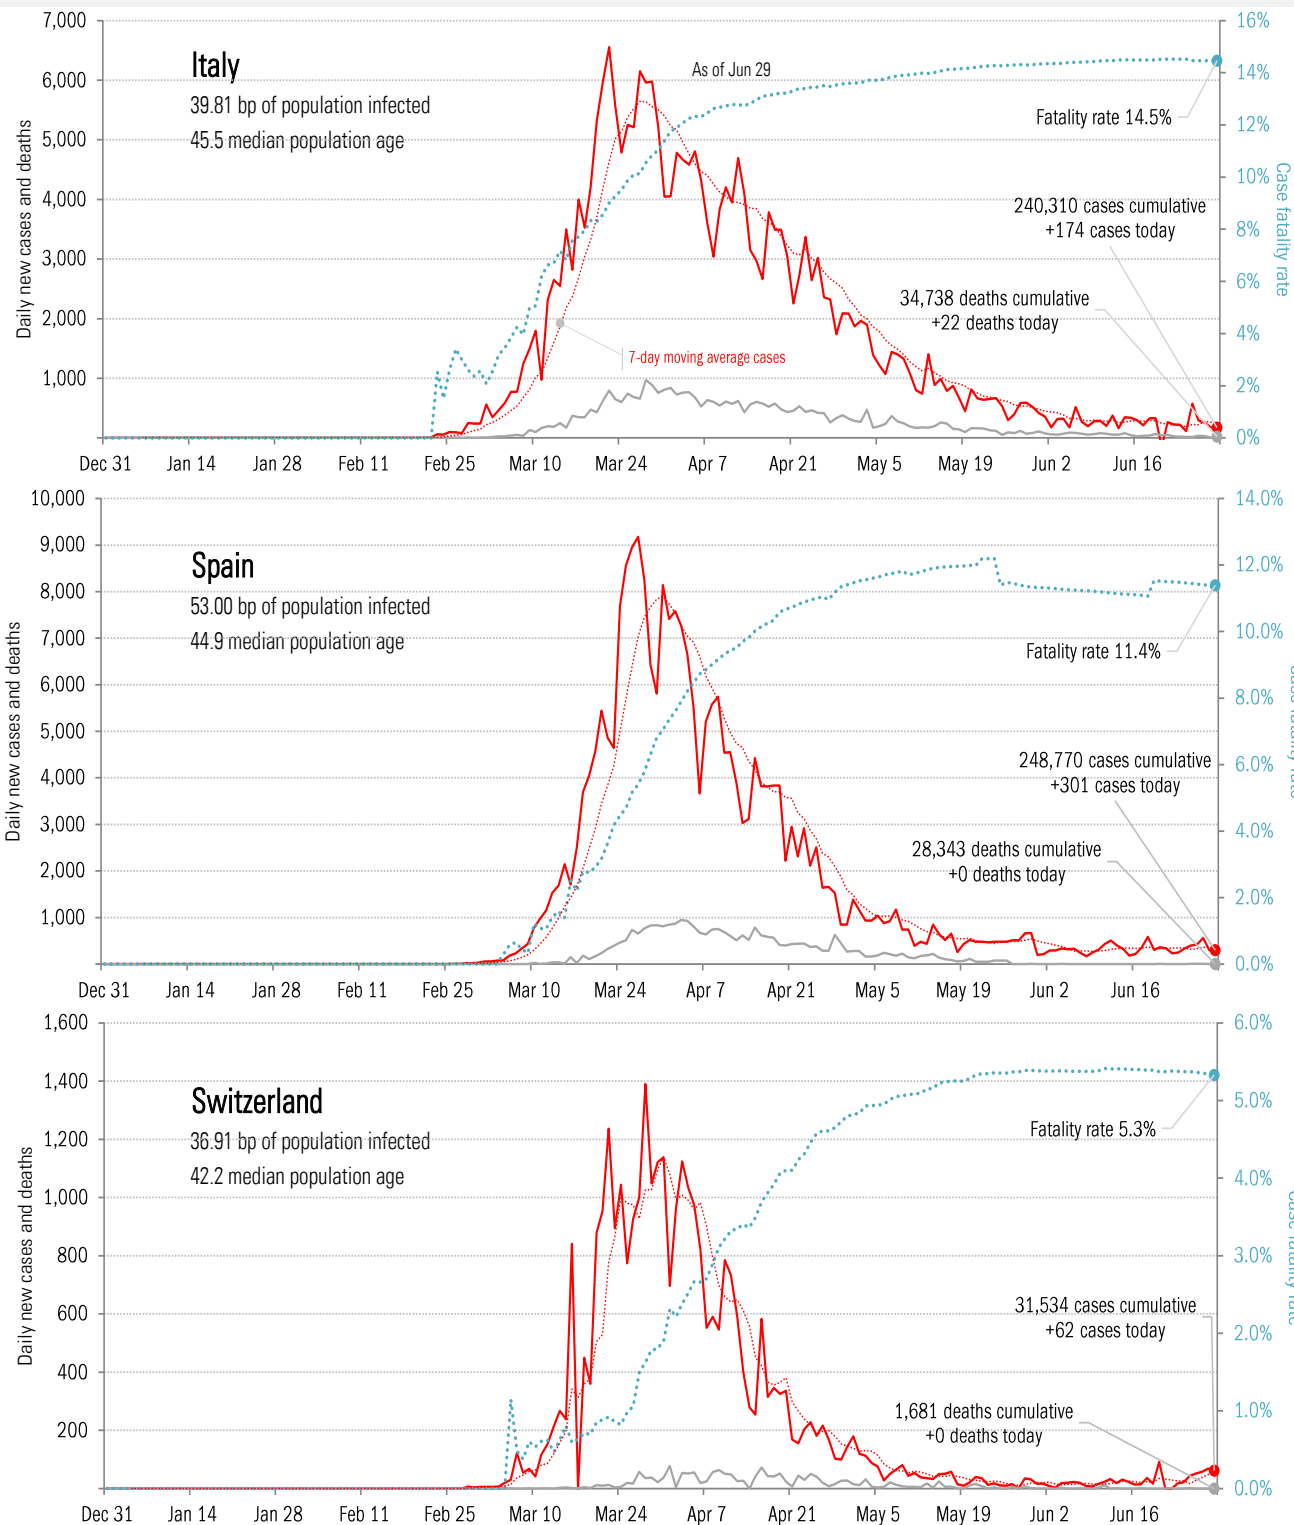 7,000
6,000
5,000
4,000
3,000
2,000
1,000
Daily new cases and deaths
Italy
39.81 bp of population infected
45.5 median population age
As of Jun 29
7-day moving average cases
Fatality rate 14.5%
240,310 cases cumulative
+174 cases today
34,738 deaths cumulative
+22 deaths today
16%
14%
12%
10%
8%
6%
4%
2%
0%
Case fatality rate
Dec 31 Jan 14 Jan 28 Feb 11 Feb 25 Mar 10 Mar 24 Apr 7 Apr 21 May 5 May 19 Jun 2 Jun 16
10,000
9,000
8,000
7,000
6,000
5,000
4,000
3,000
2,000
1,000
Daily new cases and deaths
Spain
53.00 bp of population infected
44.9 median population age
Fatality rate 11.4%
248,770 cases cumulative
+301 cases today
28,343 deaths cumulative
+0 deaths today
14.0%
12.0%
10.0%
8.0%
6.0%
4.0%
2.0%
0.0%
Case fatality rate
Dec 31 Jan 14 Jan 28 Feb 11 Feb 25 Mar 10 Mar 24 Apr 7 Apr 21 May 5 May 19 Jun 2 Jun 16
1,600
1,400
1,200
1,000
800
600
400
200
Daily new cases and deaths
Switzerland
36.91 bp of population infected
42.2 median population age
Fatality rate 5.3%
31,534 cases cumulative
+62 cases today
1,681 deaths cumulative
+0 deaths today
6.0%
5.0%
4.0%
3.0%
2.0%
1.0%
0.0%
Case fatality rate
Dec 31 Jan 14 Jan 28 Feb 11 Feb 25 Mar 10 Mar 24 Apr 7 Apr 21 May 5 May 19 Jun 2 Jun 16